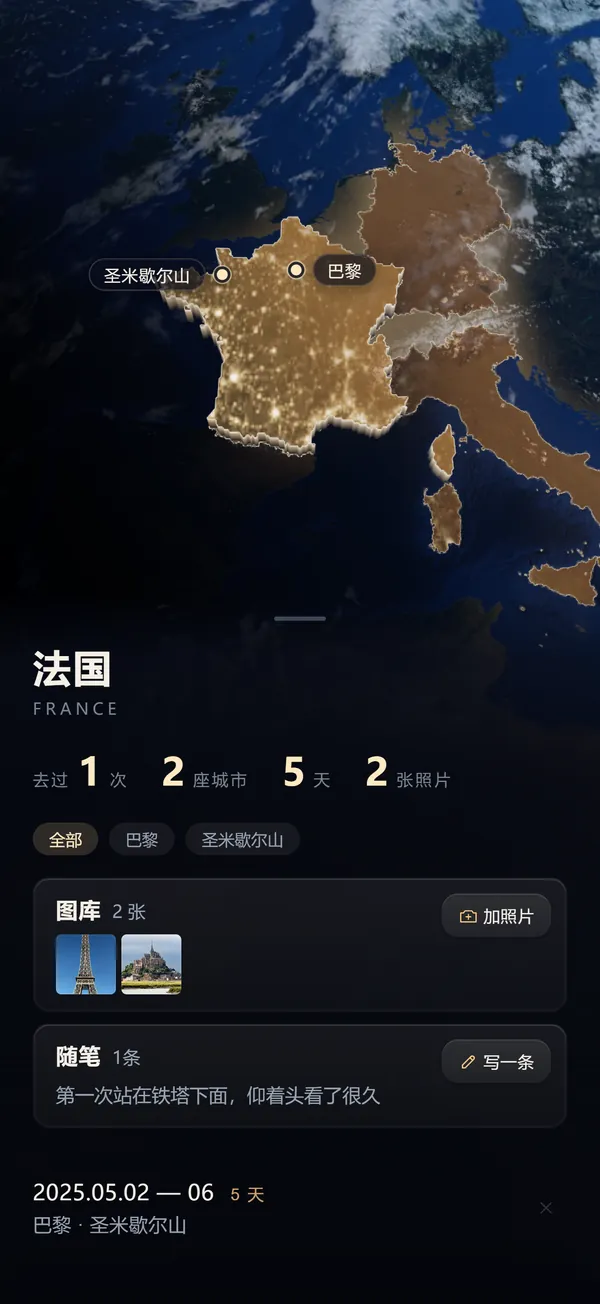 圣米歇尔山
巴黎
法国
FRANCE
去过 1 次 2 座城市 5 天 2 张照片
全部 巴黎 圣米歇尔山
图库 2 张
加照片
随笔 1条
写一条
第一次站在铁塔下面，仰着头看了很久
2025.05.02 — 06 5 天
巴黎 · 圣米歇尔山